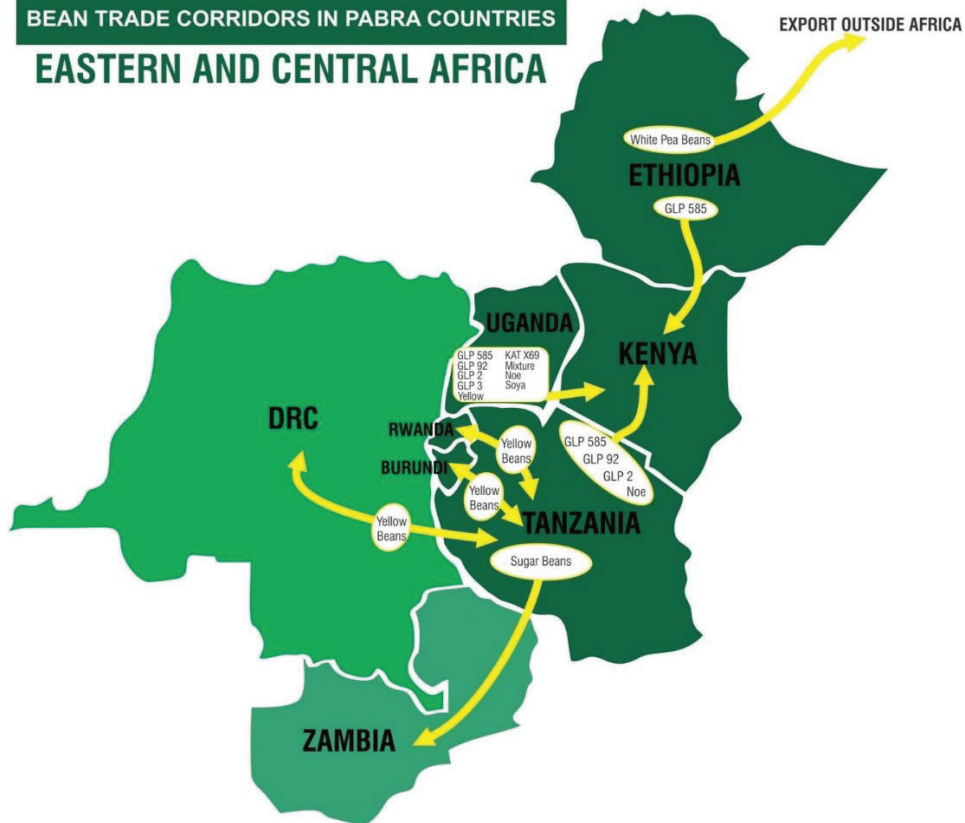 BEAN TRADE CORRIDORS IN PABRA COUNTRIES
EASTERN AND CENTRAL AFRICA
EXPORT OUTSIDE AFRICA
White Pea Beans
ETHIOPIA
GLP 585
UGANDA
GLP 585 KAT X69
GLP 92 Mixture
GLP 2 Noe
GLP 3 Soya
Yellow
KENYA
DRC
RWANDA
Yellow
Beans
GLP 585
GLP 92
GLP 2
Noe
BURUNDI
Yellow
Beans
Yellow
Beans
TANZANIA
Sugar Beans
ZAMBIA